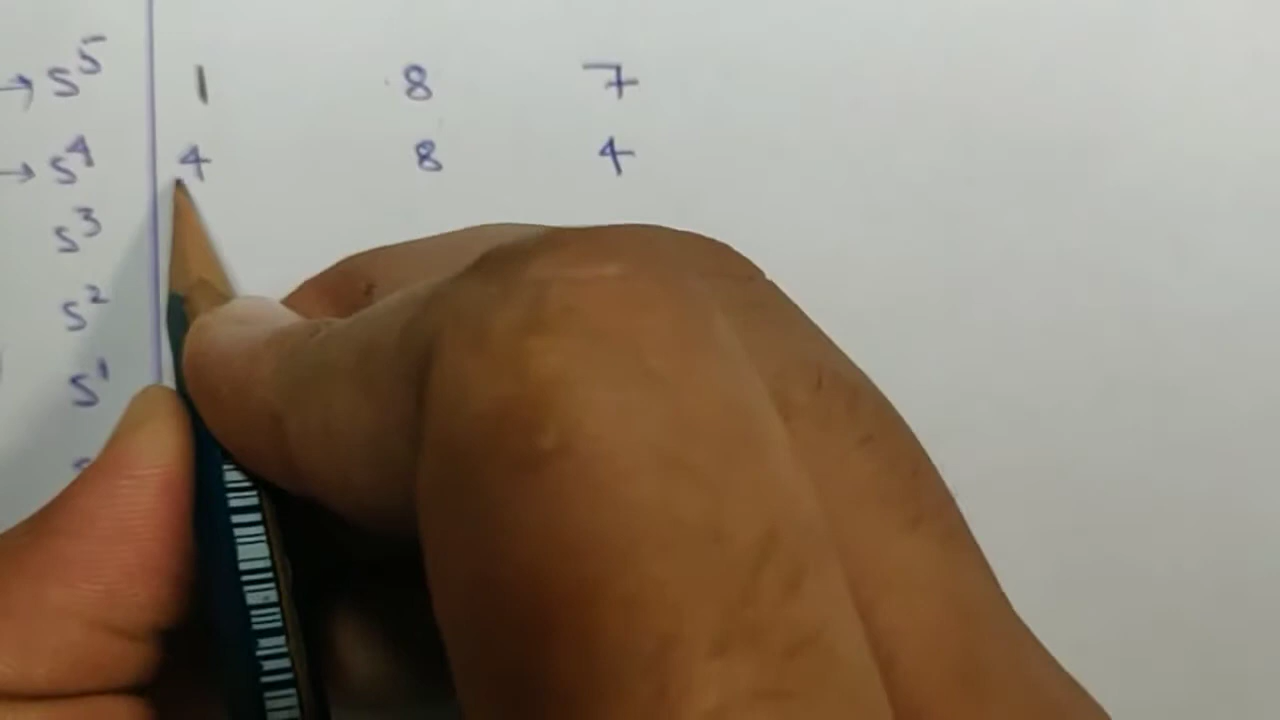 → S⁵ 1 8 7
→ S⁴ 4 8 4
S³
S²
S¹